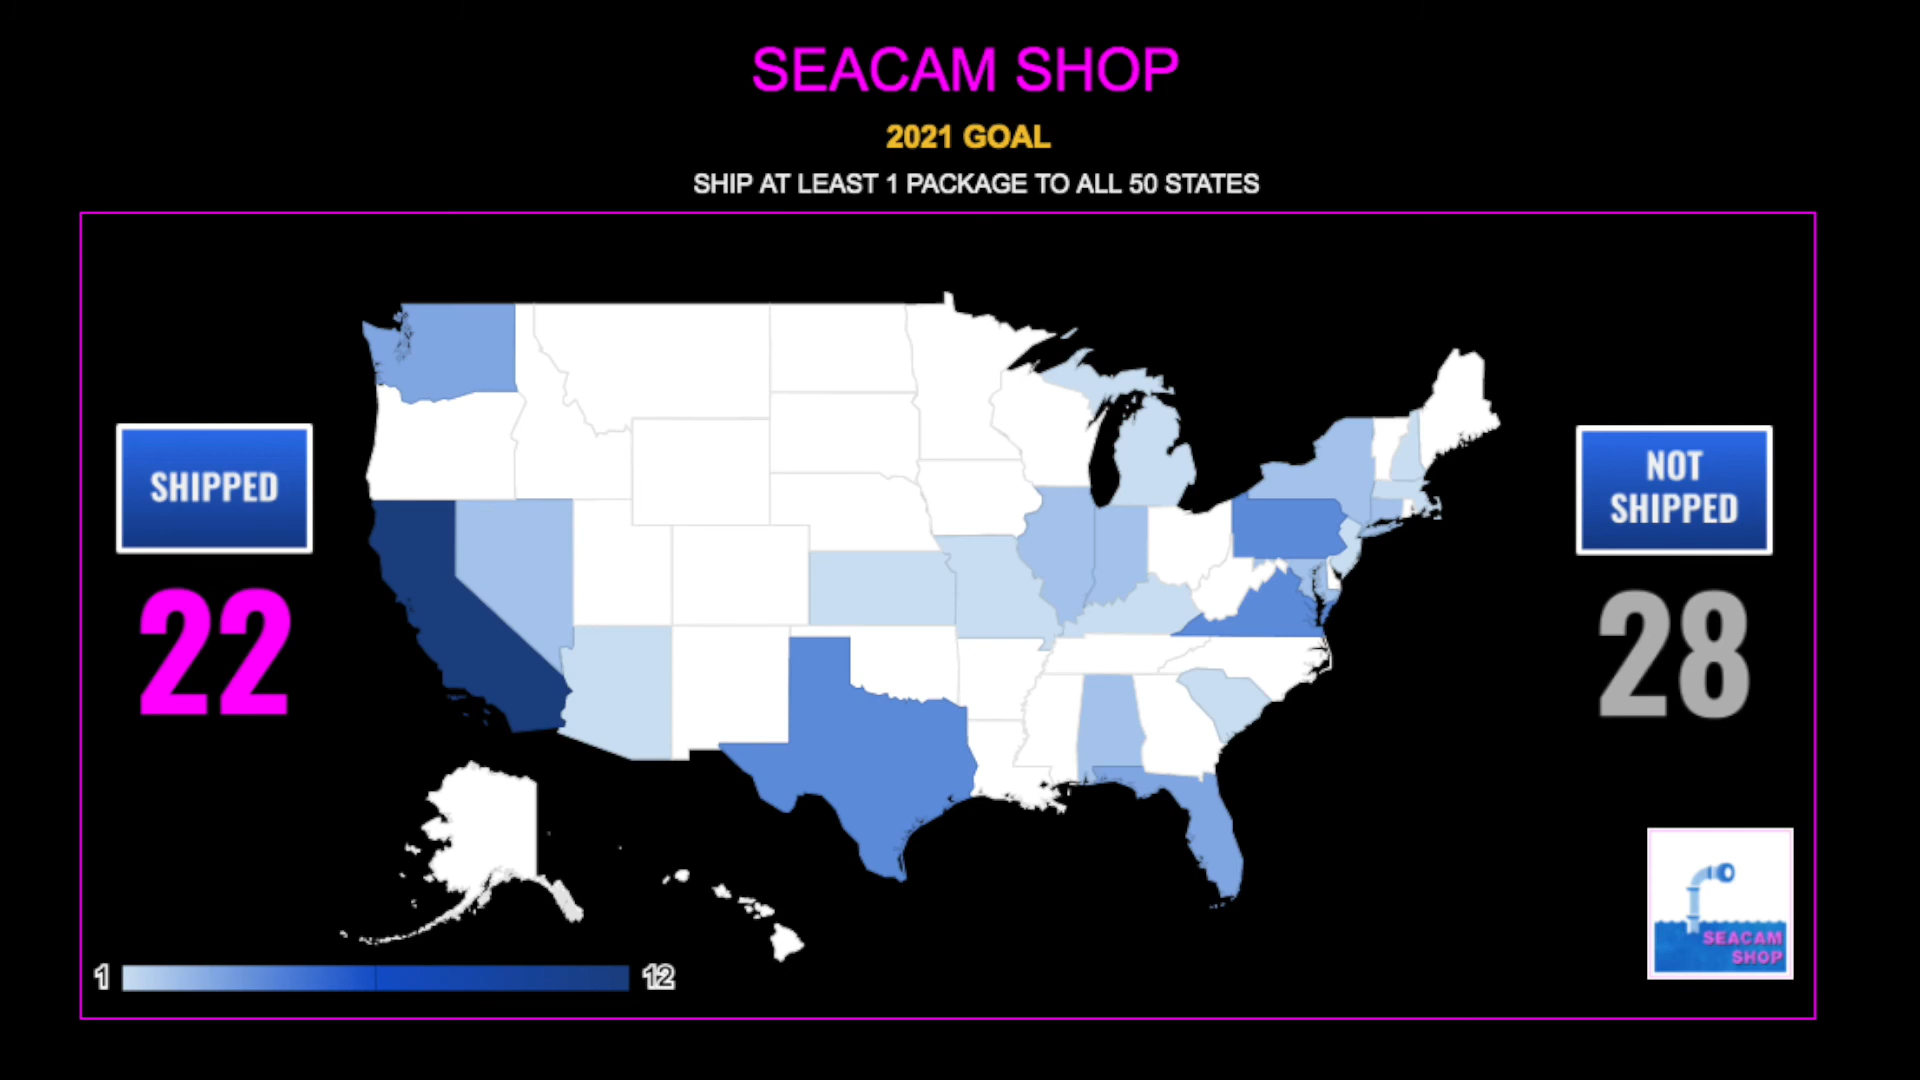 SEACAM SHOP
2021 GOAL
SHIP AT LEAST 1 PACKAGE TO ALL 50 STATES
SHIPPED
22
NOT
SHIPPED
28
1
12
SEACAM
SHOP